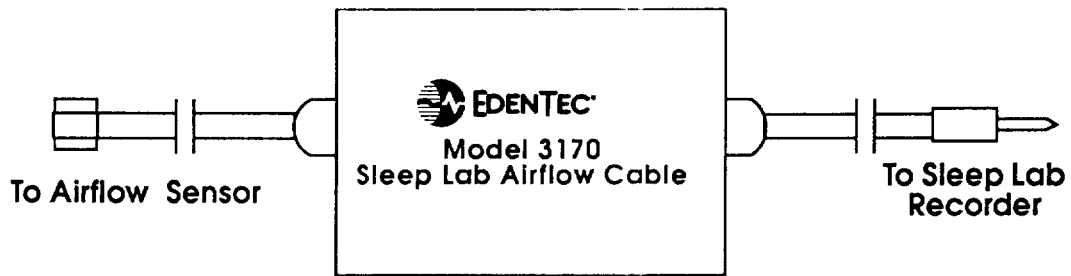 EDENTEC
Model 3170
Sleep Lab Airflow Cable
To Airflow Sensor
To Sleep Lab
Recorder